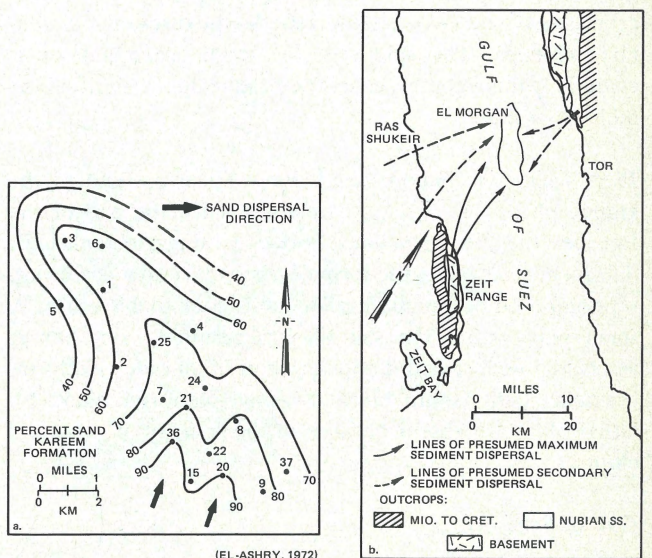 SAND DISPERSAL
DIRECTION
40
50
60
-N-
3
6
1
5
4
25
2
40
50
60
24
7
21
70
8
36
80
22
37
90
15
20
9
80
70
90
PERCENT SAND
KAREEM
FORMATION
MILES
0 1
0 2
KM
a.
(EL-ASHRY, 1972)
GULF
OF
SUEZ
EL MORGAN
RAS
SHUKEIR
TOR
N
ZEIT
RANGE
ZEIT BAY
MILES
0 10
0 20
KM
LINES OF PRESUMED MAXIMUM
SEDIMENT DISPERSAL
LINES OF PRESUMED SECONDARY
SEDIMENT DISPERSAL
OUTCROPS:
MIO. TO CRET.
NUBIAN SS.
BASEMENT
b.